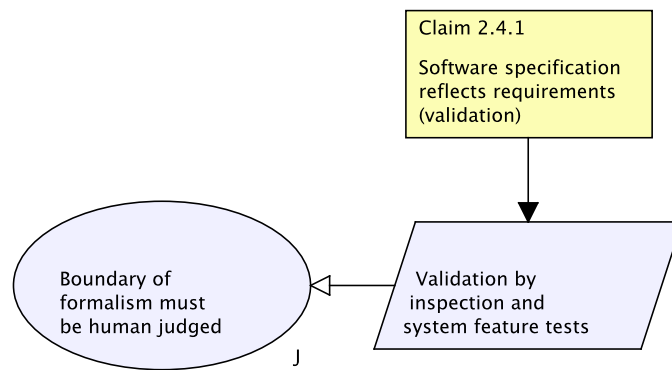 Claim 2.4.1
Software specification
reflects requirements
(validation)
Boundary of
formalism must
be human judged
J
Validation by
inspection and
system feature tests